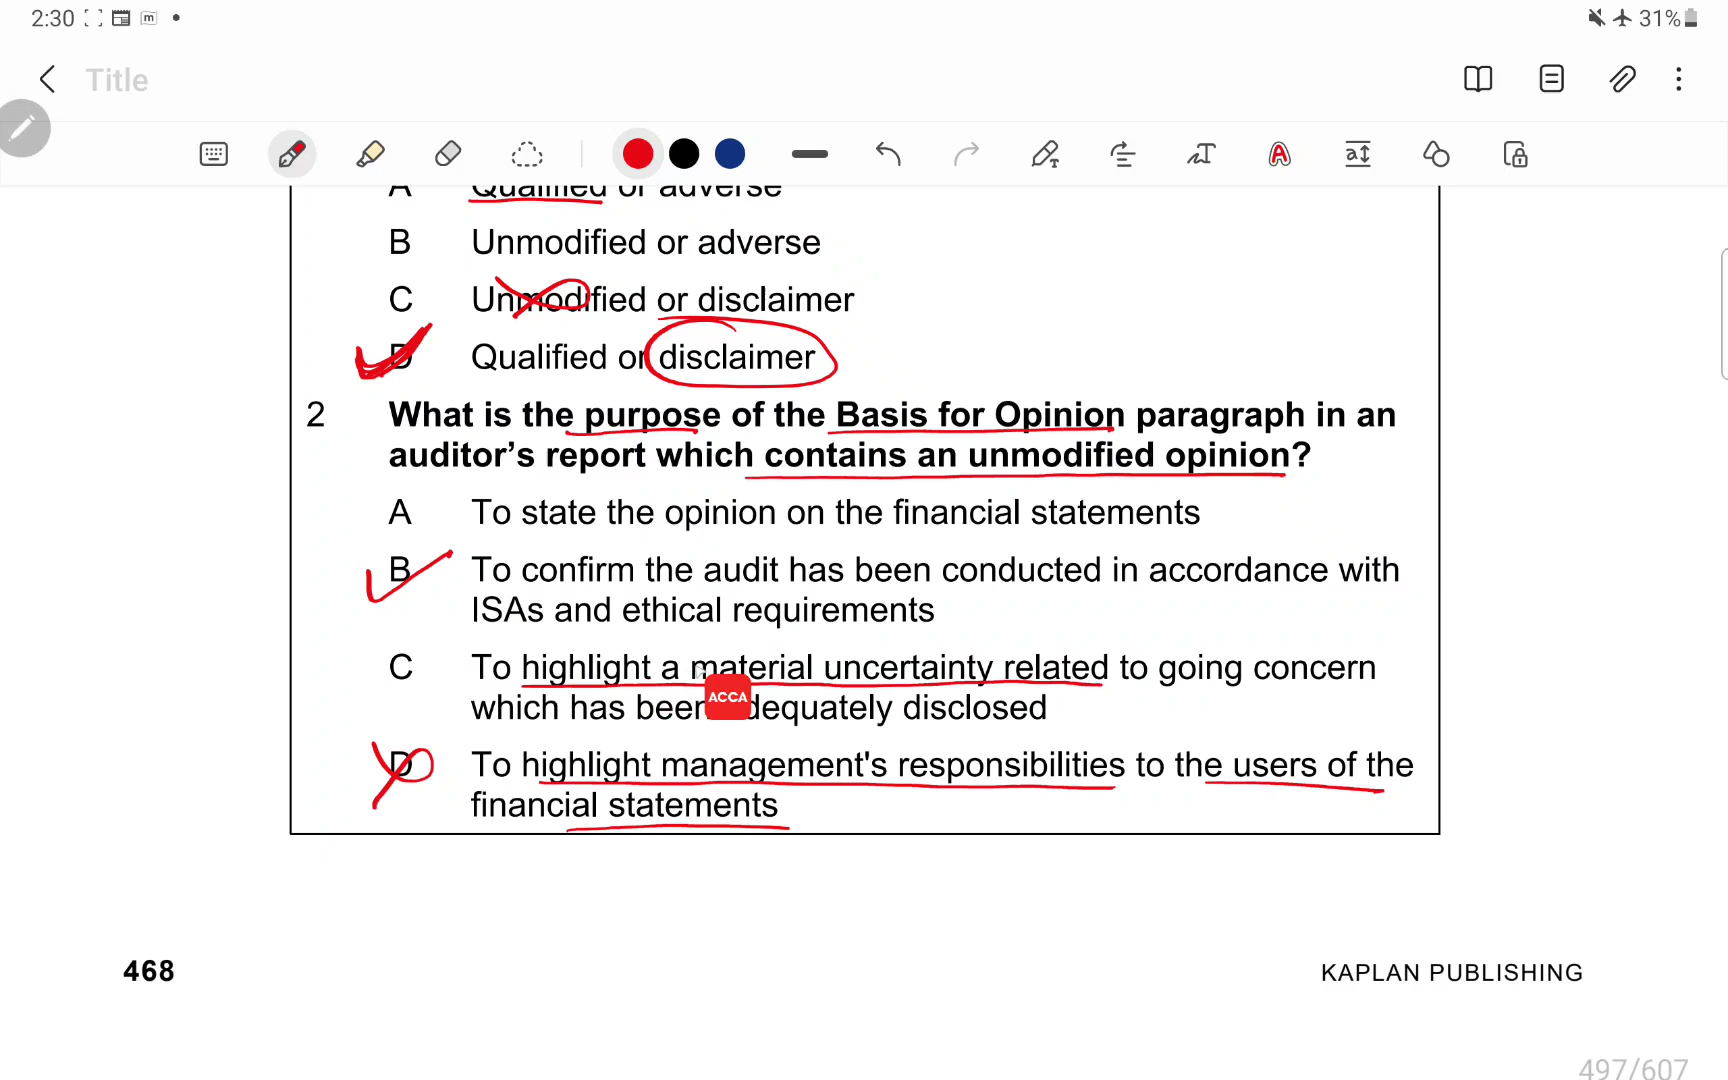 2:30
31%
Title
A Qualified or adverse
B Unmodified or adverse
C Unmodified or disclaimer
D Qualified or disclaimer
2 What is the purpose of the Basis for Opinion paragraph in an
auditor's report which contains an unmodified opinion?
A To state the opinion on the financial statements
B To confirm the audit has been conducted in accordance with
ISAs and ethical requirements
C To highlight a material uncertainty related to going concern
ACCA
which has been adequately disclosed
D To highlight management's responsibilities to the users of the
financial statements
468
KAPLAN PUBLISHING
497/607